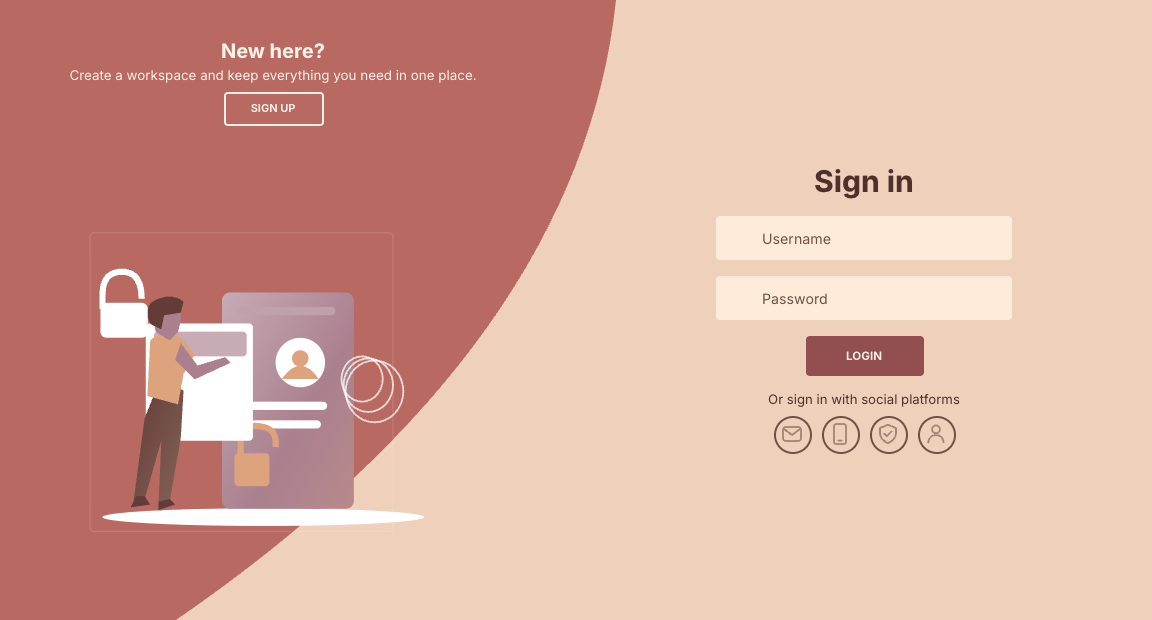 New here?
Create a workspace and keep everything you need in one place.
SIGN UP
Sign in
Username
Password
LOGIN
Or sign in with social platforms